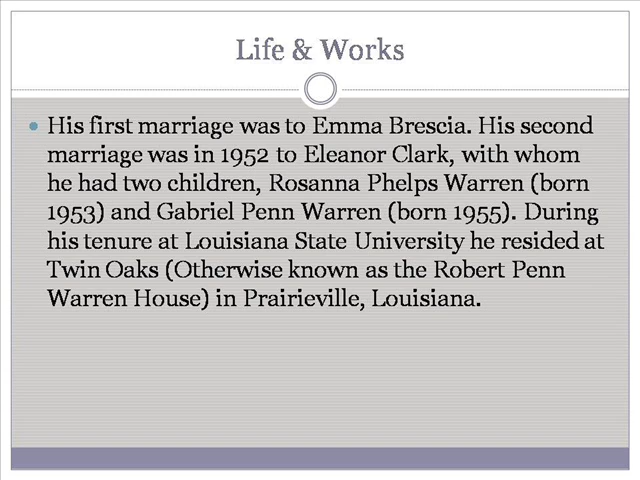 Life & Works
• His first marriage was to Emma Brescia. His second
marriage was in 1952 to Eleanor Clark, with whom
he had two children, Rosanna Phelps Warren (born
1953) and Gabriel Penn Warren (born 1955). During
his tenure at Louisiana State University he resided at
Twin Oaks (Otherwise known as the Robert Penn
Warren House) in Prairieville, Louisiana.